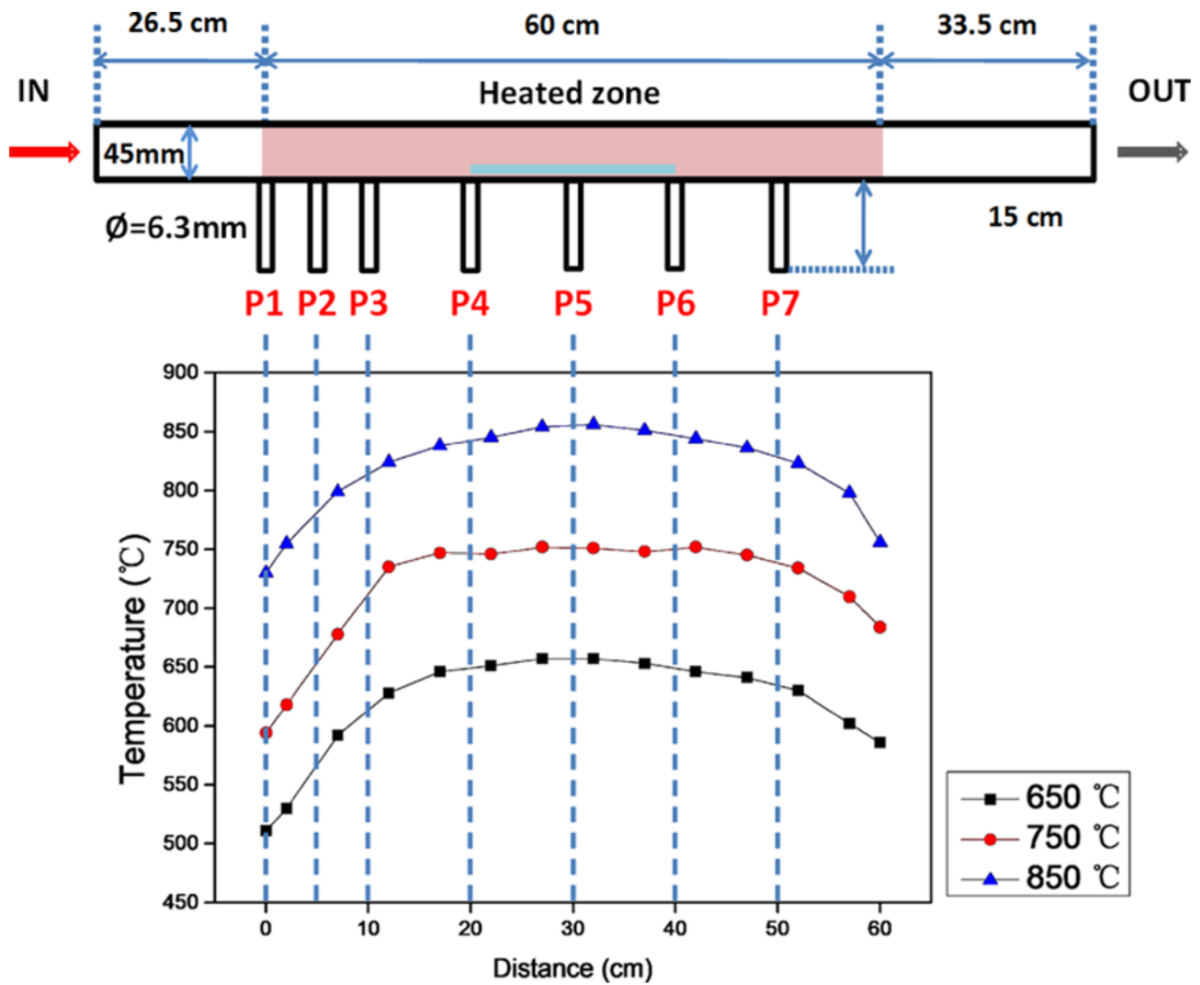 26.5 cm 60 cm 33.5 cm
IN Heated zone OUT
45mm
Ø=6.3mm 15 cm
P1 P2 P3 P4 P5 P6 P7
900
850
800
750
700
650
600
550
500
450
Temperature (℃)
0 10 20 30 40 50 60
Distance (cm)
650 ℃
750 ℃
850 ℃